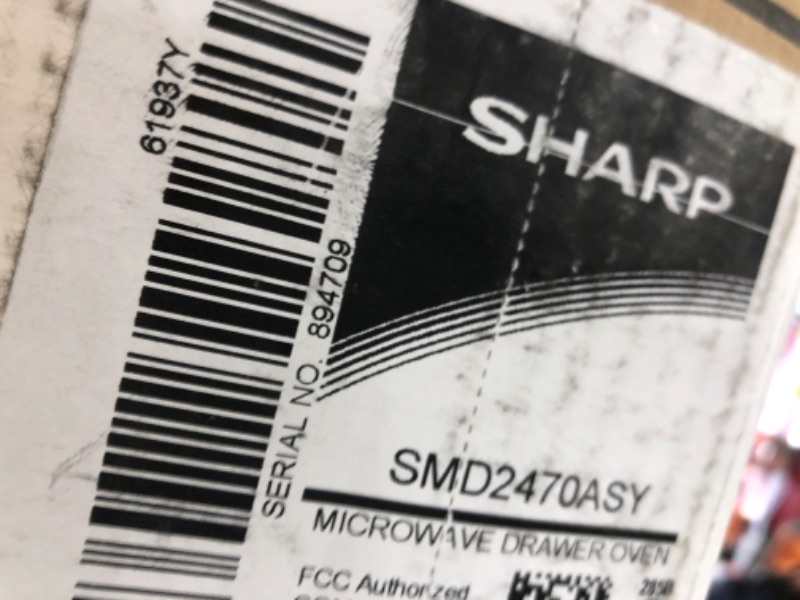 61937Y
SERIAL NO. 894709
SHARP
SMD2470ASY
MICROWAVE DRAWER OVEN
FCC Authorized